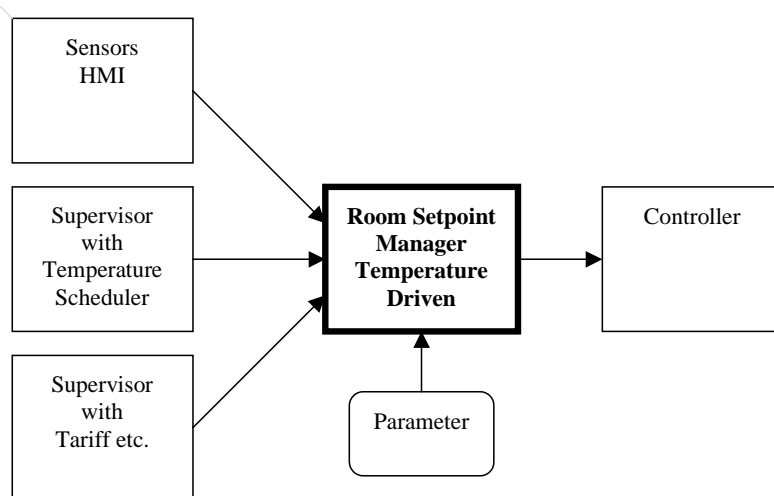 Sensors
HMI
Supervisor
with
Temperature
Scheduler
Supervisor
with
Tariff etc.
Room Setpoint
Manager
Temperature
Driven
Parameter
Controller